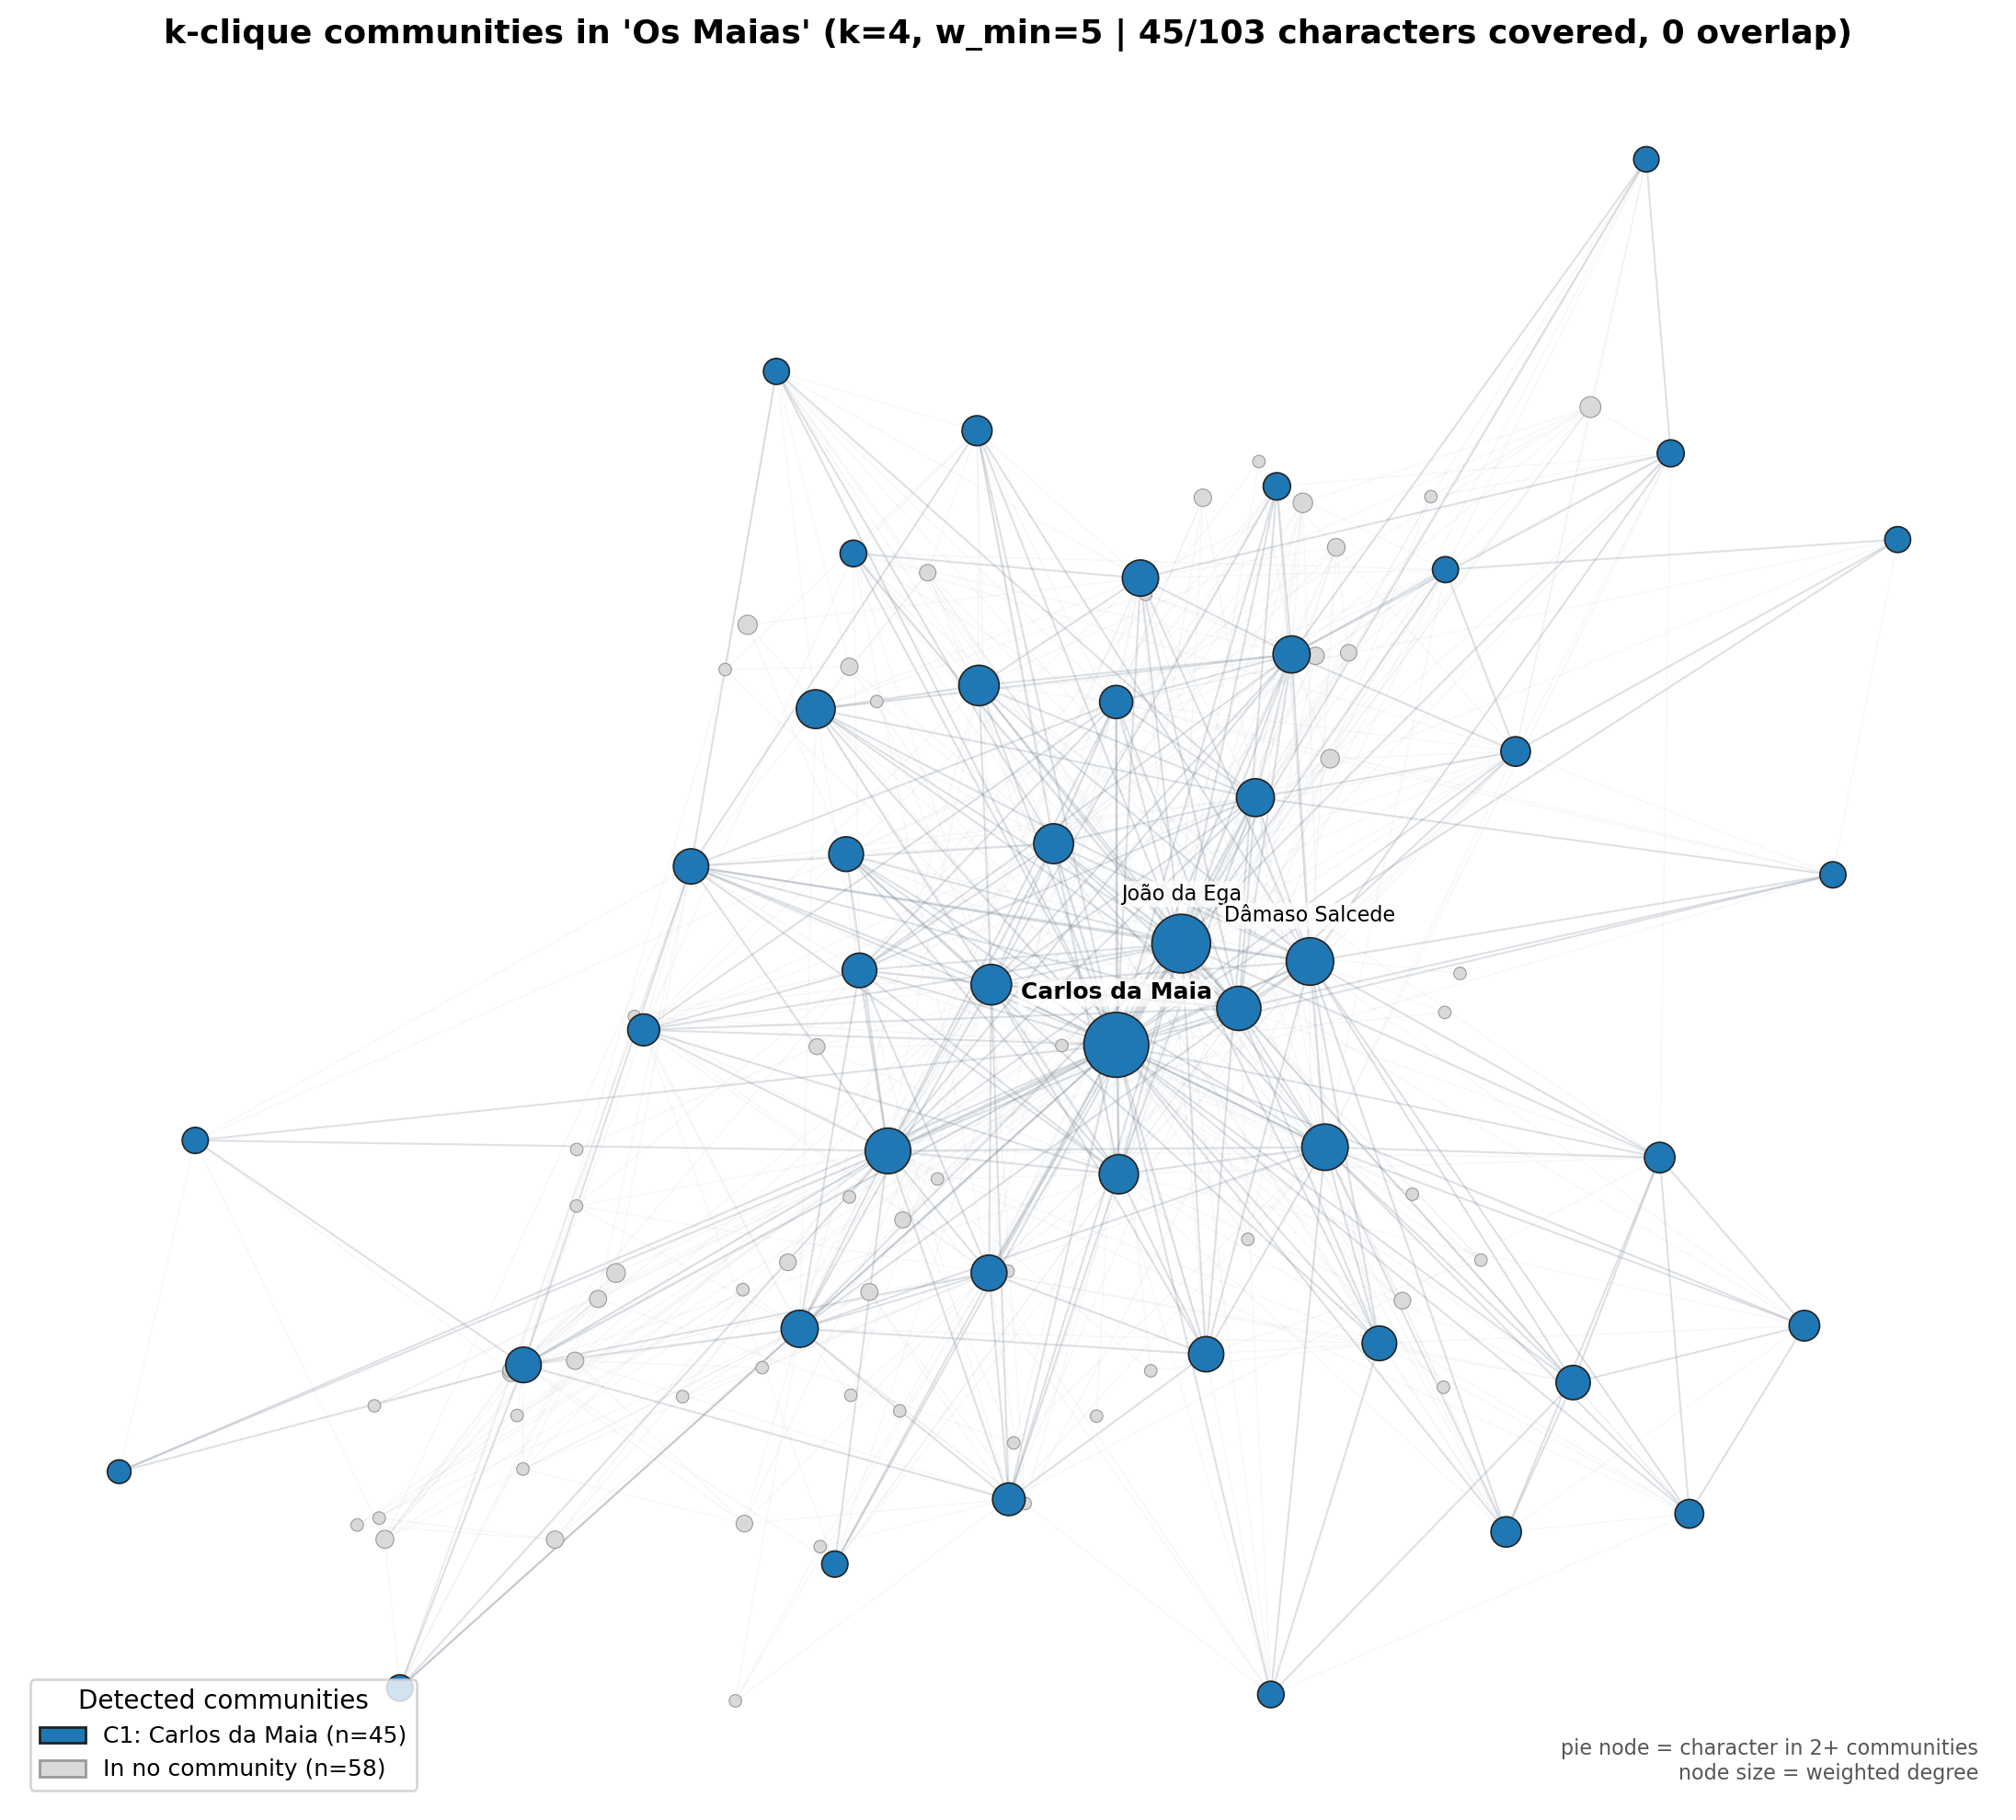 k-clique communities in 'Os Maias' (k=4, w_min=5 | 45/103 characters covered, 0 overlap)
João da Ega
Dâmaso Salcede
Carlos da Maia
Detected communities
C1: Carlos da Maia (n=45)
In no community (n=58)
pie node = character in 2+ communities
node size = weighted degree